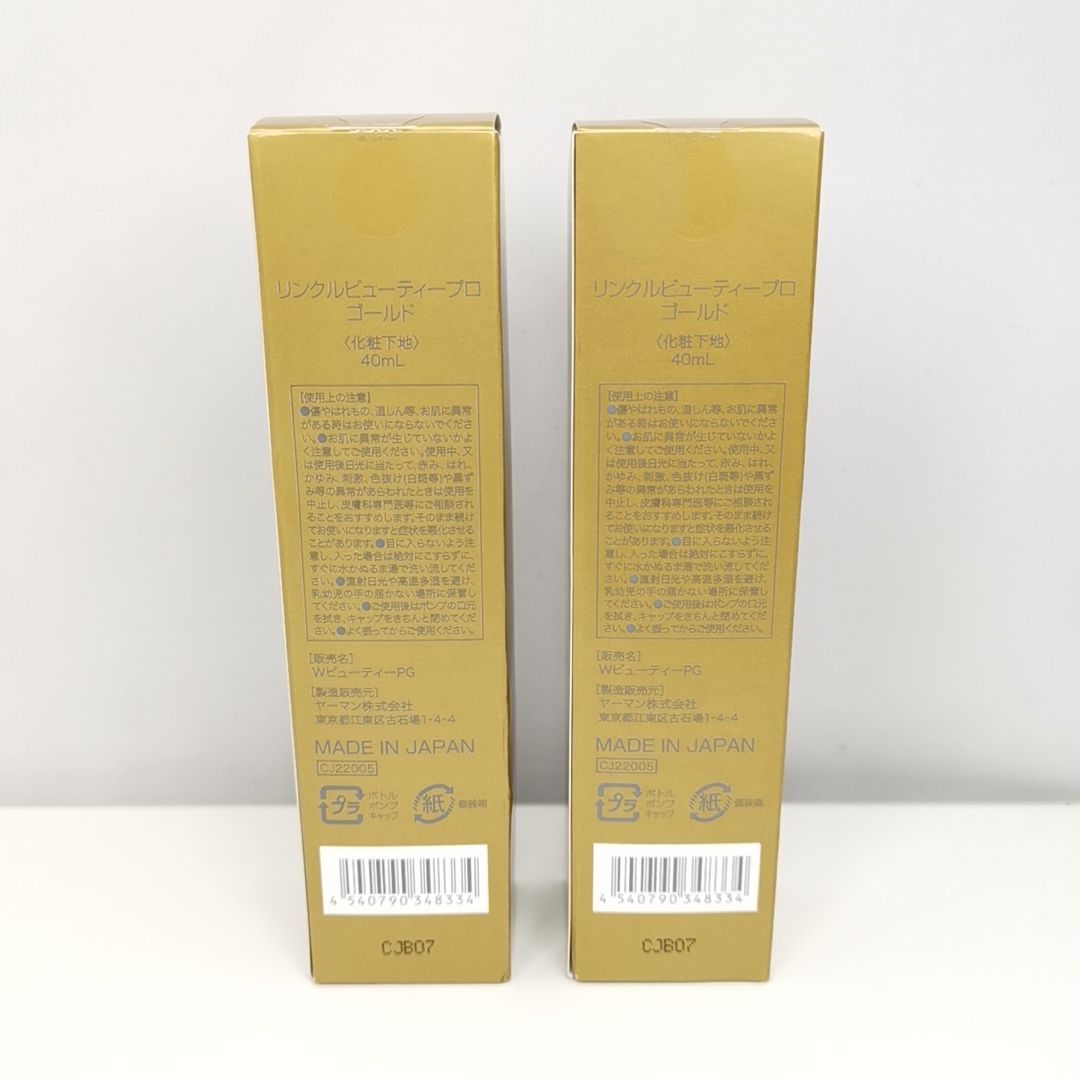 リンクルビューティープロ
ゴールド
〈化粧下地〉
40mL
【使用上の注意】
●傷やはれもの、湿しん等、お肌に異常
がある時はお使いにならないでくださ
い。●お肌に異常が生じていないかよ
く注意してご使用ください。使用中、又
は使用後日光に当たって、赤み、はれ、
かゆみ、刺激、色抜け(白斑等)や黒ず
み等の異常があらわれたときは使用を
中止し、皮膚科専門医等にご相談され
ることをおすすめします。そのまま続け
てお使いになりますと症状を悪化させる
ことがあります。●目に入らないよう注
意し、入った場合は絶対にこすらずに、
すぐに水かぬるま湯で洗い流してくだ
さい。●直射日光や高温多湿を避け、
乳幼児の手の届かない場所に保管し
てください。●ご使用後はポンプの口元
を拭き、キャップをきちんと閉めてくだ
さい。●よく振ってからご使用ください。
[販売名]
WビューティーPG
[製造販売元]
ヤーマン株式会社
東京都江東区古石場1-4-4
MADE IN JAPAN
CJ22005
プラ
ボトル
ポンプ
キャップ
紙
個装箱
4 540790 348334
CJB07
リンクルビューティープロ
ゴールド
〈化粧下地〉
40mL
【使用上の注意】
●傷やはれもの、湿しん等、お肌に異常
がある時はお使いにならないでくださ
い。●お肌に異常が生じていないかよ
く注意してご使用ください。使用中、又
は使用後日光に当たって、赤み、はれ、
かゆみ、刺激、色抜け(白斑等)や黒ず
み等の異常があらわれたときは使用を
中止し、皮膚科専門医等にご相談され
ることをおすすめします。そのまま続け
てお使いになりますと症状を悪化させる
ことがあります。●目に入らないよう注
意し、入った場合は絶対にこすらずに、
すぐに水かぬるま湯で洗い流してくだ
さい。●直射日光や高温多湿を避け、
乳幼児の手の届かない場所に保管し
てください。●ご使用後はポンプの口元
を拭き、キャップをきちんと閉めてくだ
さい。●よく振ってからご使用ください。
[販売名]
WビューティーPG
[製造販売元]
ヤーマン株式会社
東京都江東区古石場1-4-4
MADE IN JAPAN
CJ22005
プラ
ボトル
ポンプ
キャップ
紙
個装箱
4 540790 348334
CJB07